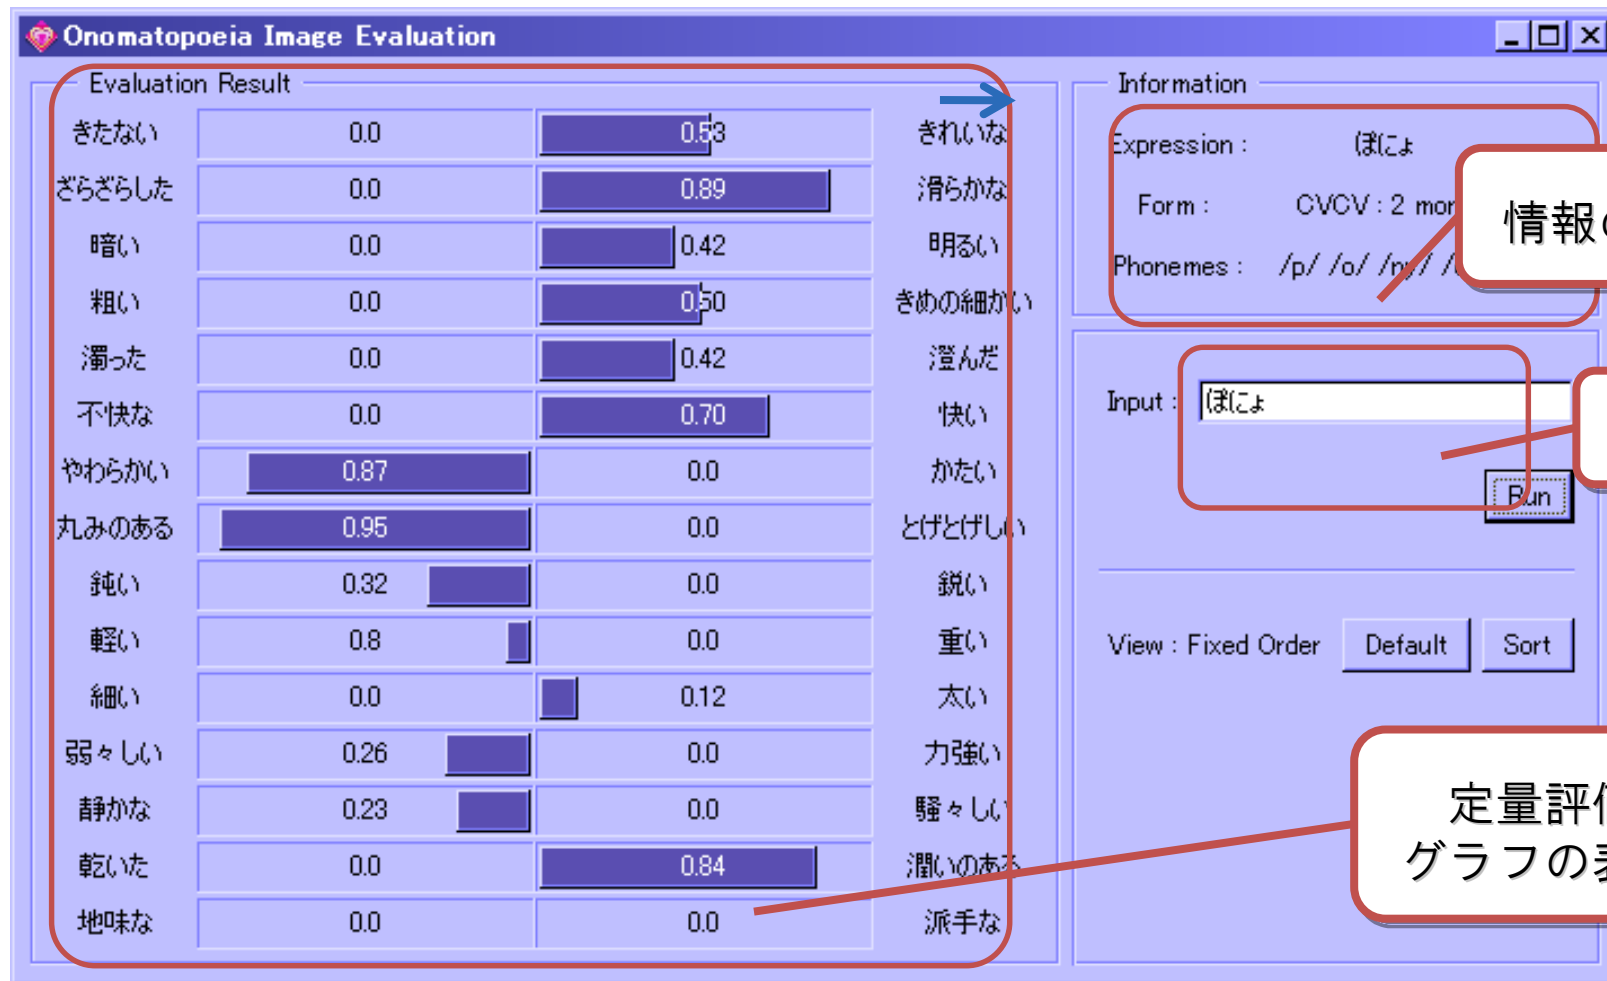 Onomatopoeia Image Evaluation
Evaluation Result
きたない 0.0 0.53 きれいな
ざらざらした 0.0 0.89 滑らかな
暗い 0.0 0.42 明るい
粗い 0.0 0.50 きめの細かい
濁った 0.0 0.42 澄んだ
不快な 0.0 0.70 快い
やわらかい 0.87 0.0 かたい
丸みのある 0.95 0.0 とげとげしい
鈍い 0.32 0.0 鋭い
軽い 0.8 0.0 重い
細い 0.0 0.12 太い
弱々しい 0.26 0.0 力強い
静かな 0.23 0.0 騒々しい
乾いた 0.0 0.84 潤いのある
地味な 0.0 0.0 派手な
Information
Expression : ぽにょ
Form : CVCV : 2 mor
Phonemes : /p/ /o/ /ny/
情報
Input : ぽにょ
Run
View : Fixed Order Default Sort
定量評価
グラフの表